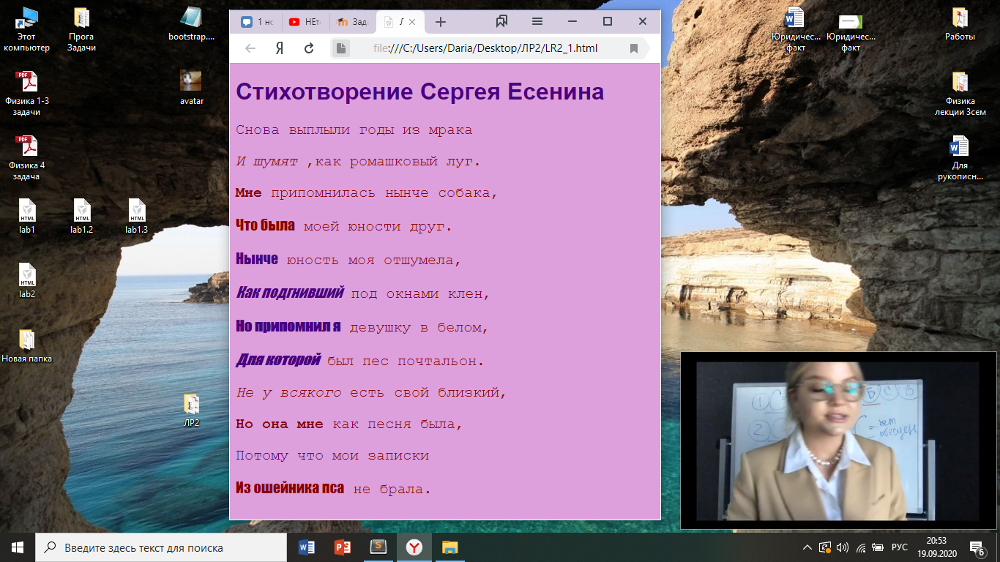 Этот компьютер
Прога Задачи
bootstrap....
Физика 1-3 задачи
avatar
Физика 4 задача
lab1
lab1.2
lab1.3
lab2
Новая папка
ЛР2
1 но
НЕт
Зад
file:///C:/Users/Daria/Desktop/ЛР2/LR2_1.html
Стихотворение Сергея Есенина
Снова выплыли годы из мрака
И шумят ,как ромашковый луг.
Мне припомнилась нынче собака,
Что была моей юности друг.
Нынче юность моя отшумела,
Как подгнивший под окнами клен,
Но припомнил я девушку в белом,
Для которой был пес почтальон.
Не у всякого есть свой близкий,
Но она мне как песня была,
Потому что мои записки
Из ошейника пса не брала.
Юридичес... факт
Юридичес... факт
Работы
Физика лекции 3сем
Для рукописн...
Б С В
1
2
= нет
Введите здесь текст для поиска
РУС
20:53
19.09.2020
6